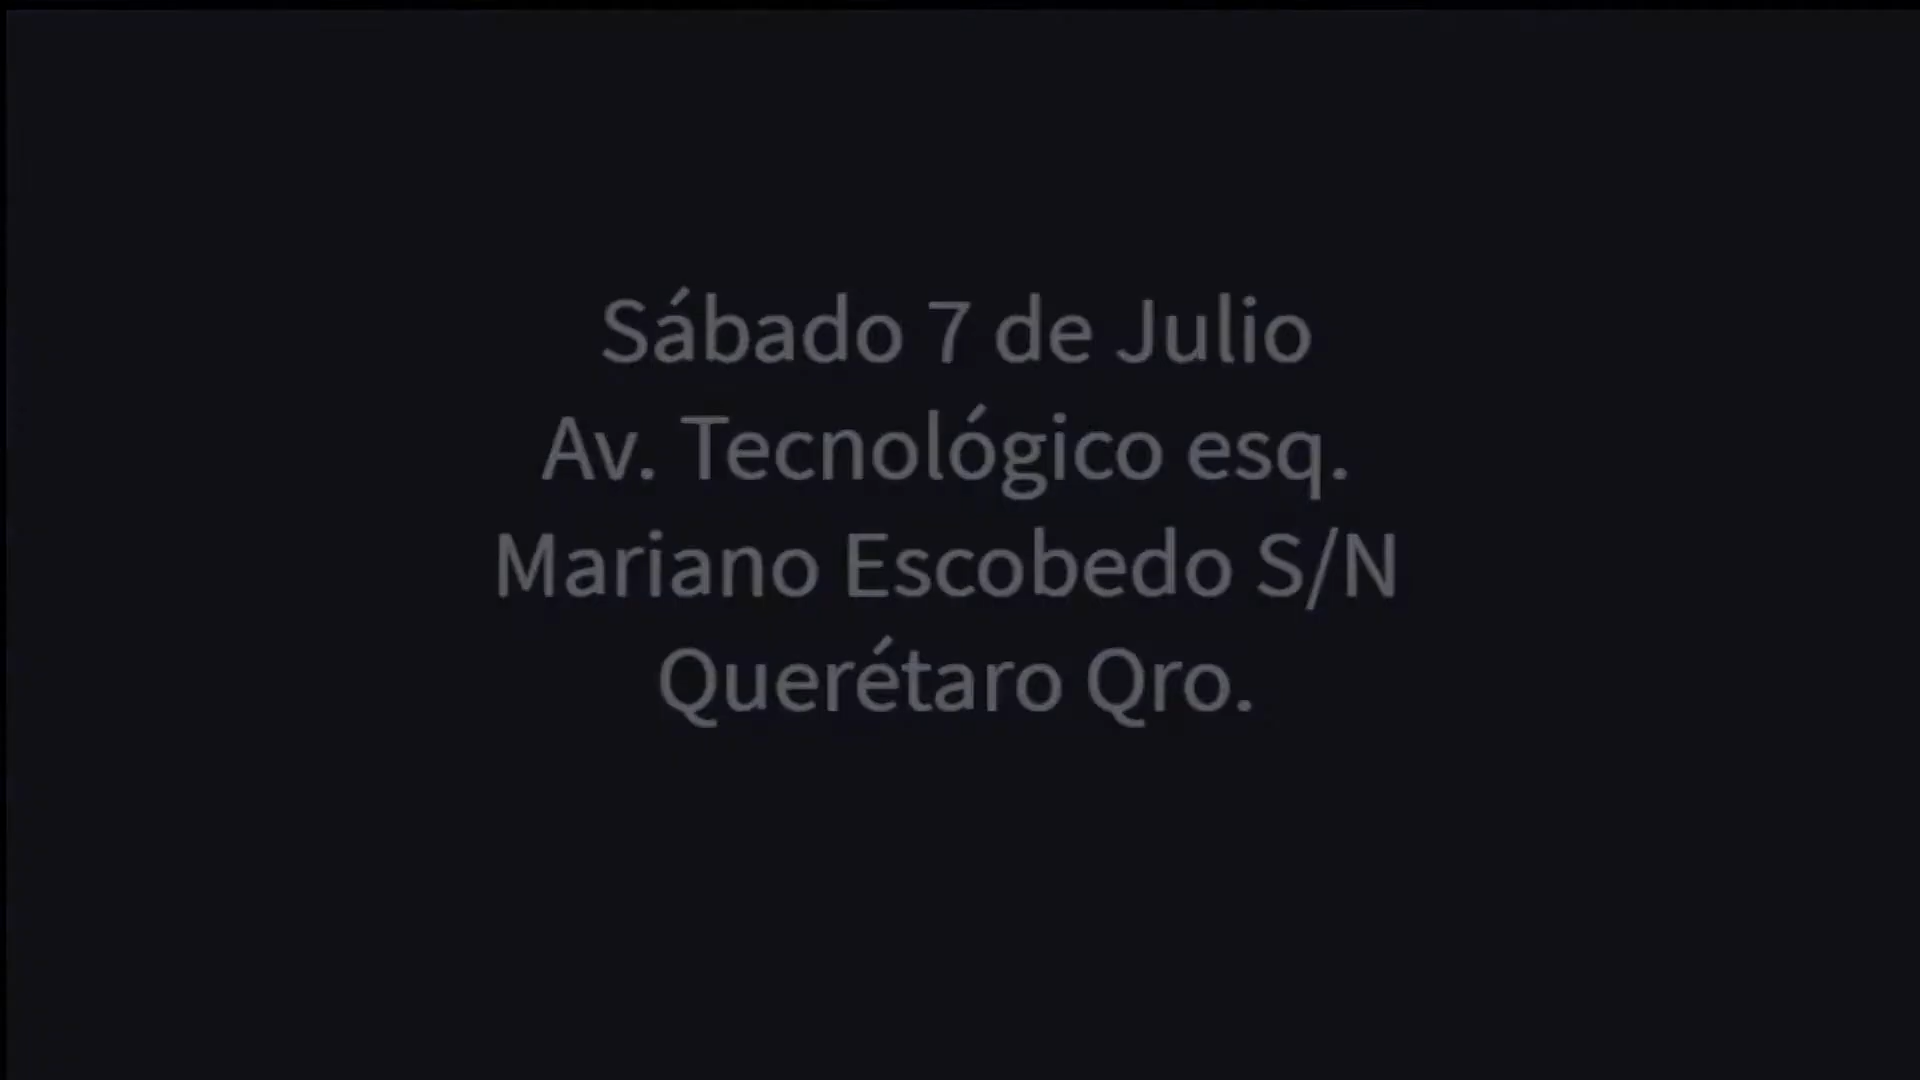 Sábado 7 de Julio
Av. Tecnológico esq.
Mariano Escobedo S/N
Querétaro Qro.